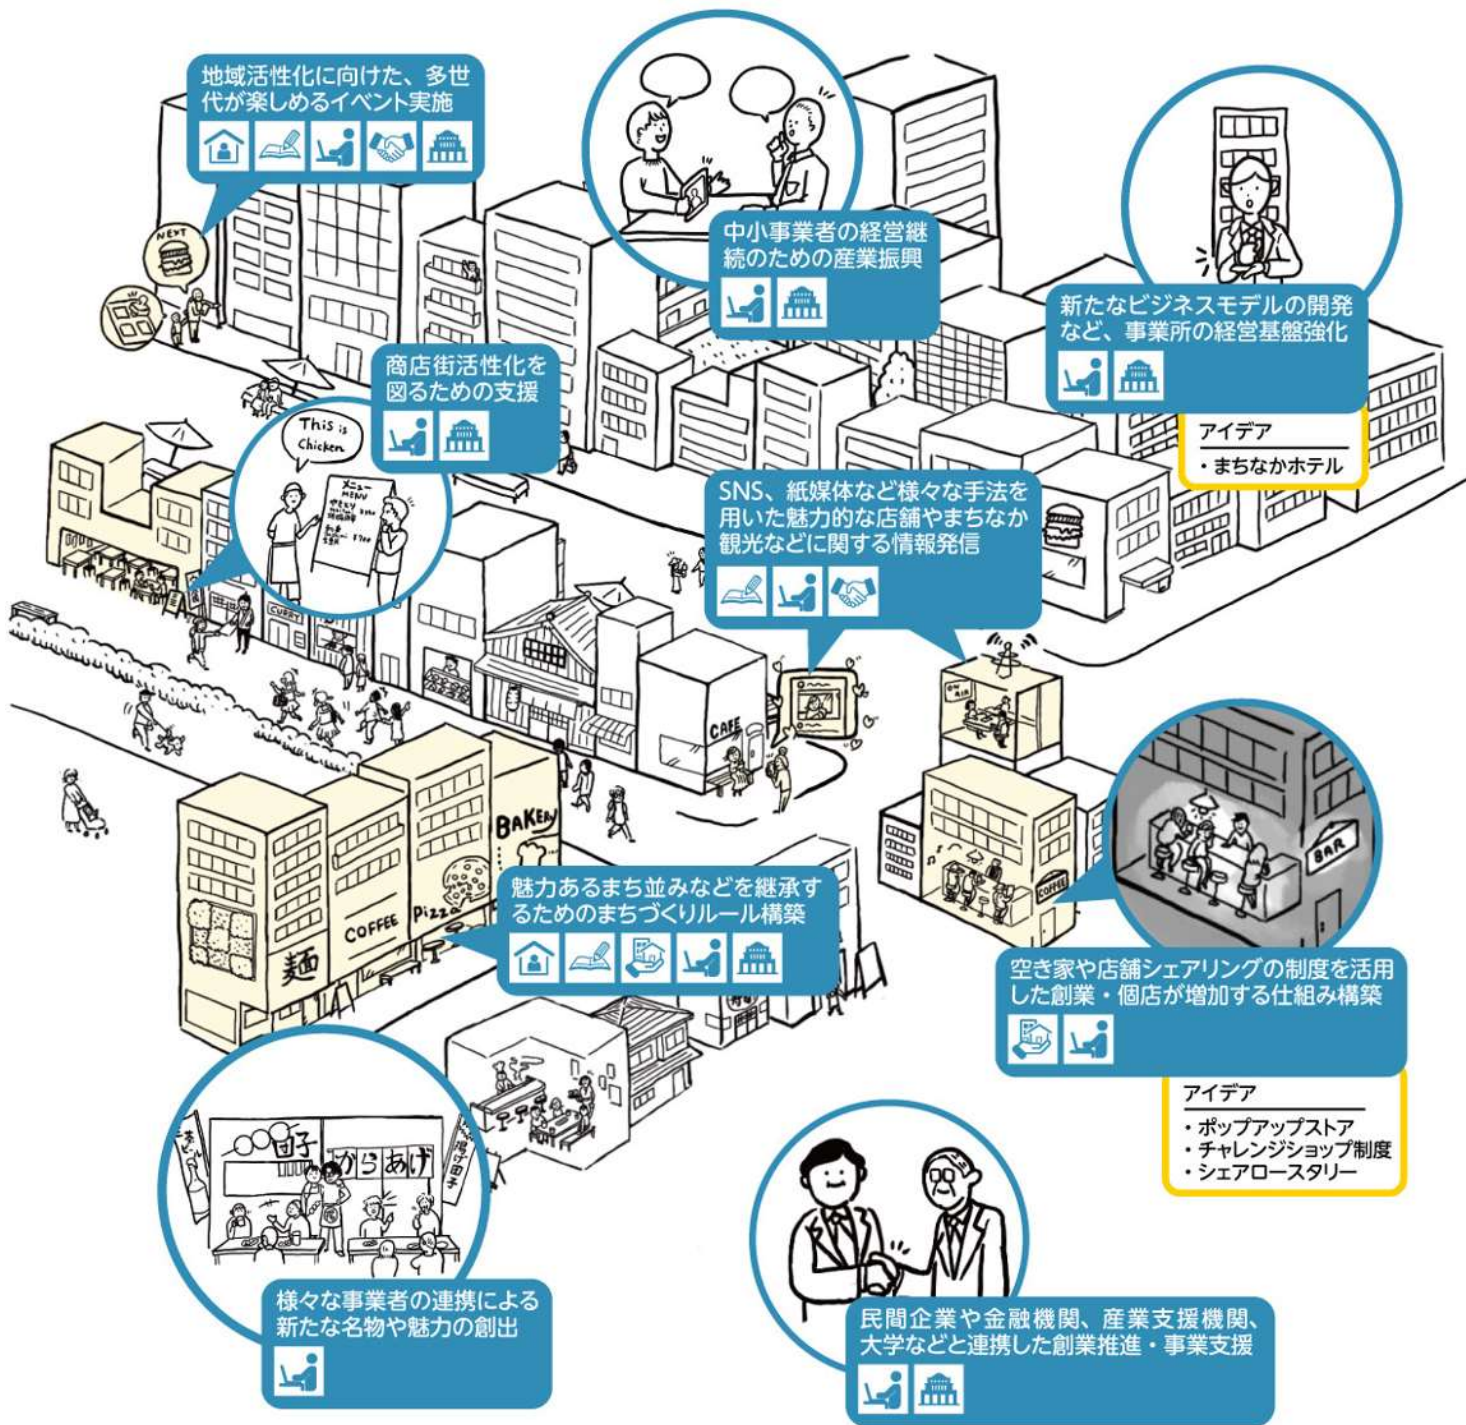 地域活性化に向けた、多世
代が楽しめるイベント実施
中小事業者の経営継
続のための産業振興
新たなビジネスモデルの開発
など、事業所の経営基盤強化
アイデア
・まちなかホテル
NEXT
商店街活性化を
図るための支援
This is
Chicken
メニュー
MENU
やきとり
SNS、紙媒体など様々な手法を
用いた魅力的な店舗やまちなか
観光などに関する情報発信
CURRY
CAFE
ON
AIR
BAKERY
Pizza
COFFEE
麺
魅力あるまち並みなどを継承す
るためのまちづくりルール構築
COFFEE
BAR
空き家や店舗シェアリングの制度を活用
した創業・個店が増加する仕組み構築
アイデア
・ポップアップストア
・チャレンジショップ制度
・シェアロースタリー
団子
からあげ
揚げ団子
様々な事業者の連携による
新たな名物や魅力の創出
民間企業や金融機関、産業支援機関、
大学などと連携した創業推進・事業支援